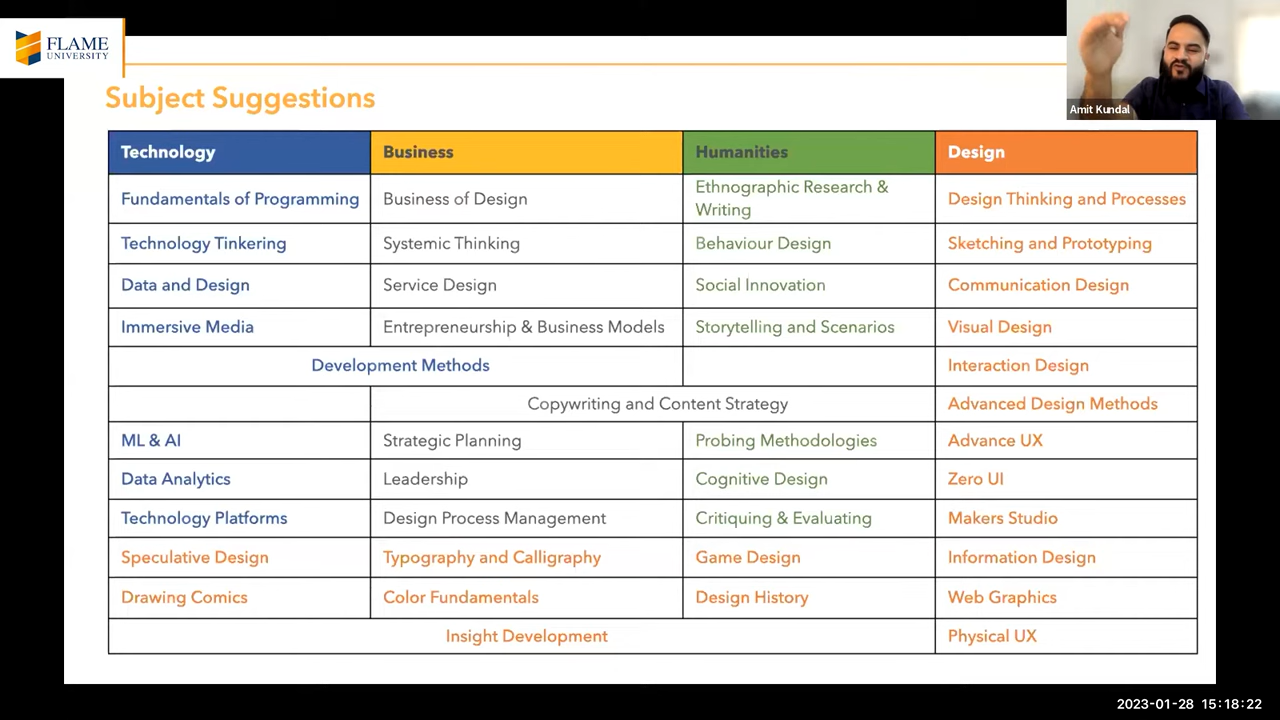 FLAME
UNIVERSITY
Amit Kundal
Subject Suggestions
Technology Business Humanities Design
Fundamentals of Programming Business of Design Ethnographic Research & Writing Design Thinking and Processes
Technology Tinkering Systemic Thinking Behaviour Design Sketching and Prototyping
Data and Design Service Design Social Innovation Communication Design
Immersive Media Entrepreneurship & Business Models Storytelling and Scenarios Visual Design
Development Methods Interaction Design
Copywriting and Content Strategy Advanced Design Methods
ML & AI Strategic Planning Probing Methodologies Advance UX
Data Analytics Leadership Cognitive Design Zero UI
Technology Platforms Design Process Management Critiquing & Evaluating Makers Studio
Speculative Design Typography and Calligraphy Game Design Information Design
Drawing Comics Color Fundamentals Design History Web Graphics
Insight Development Physical UX
2023-01-28 15:18:22